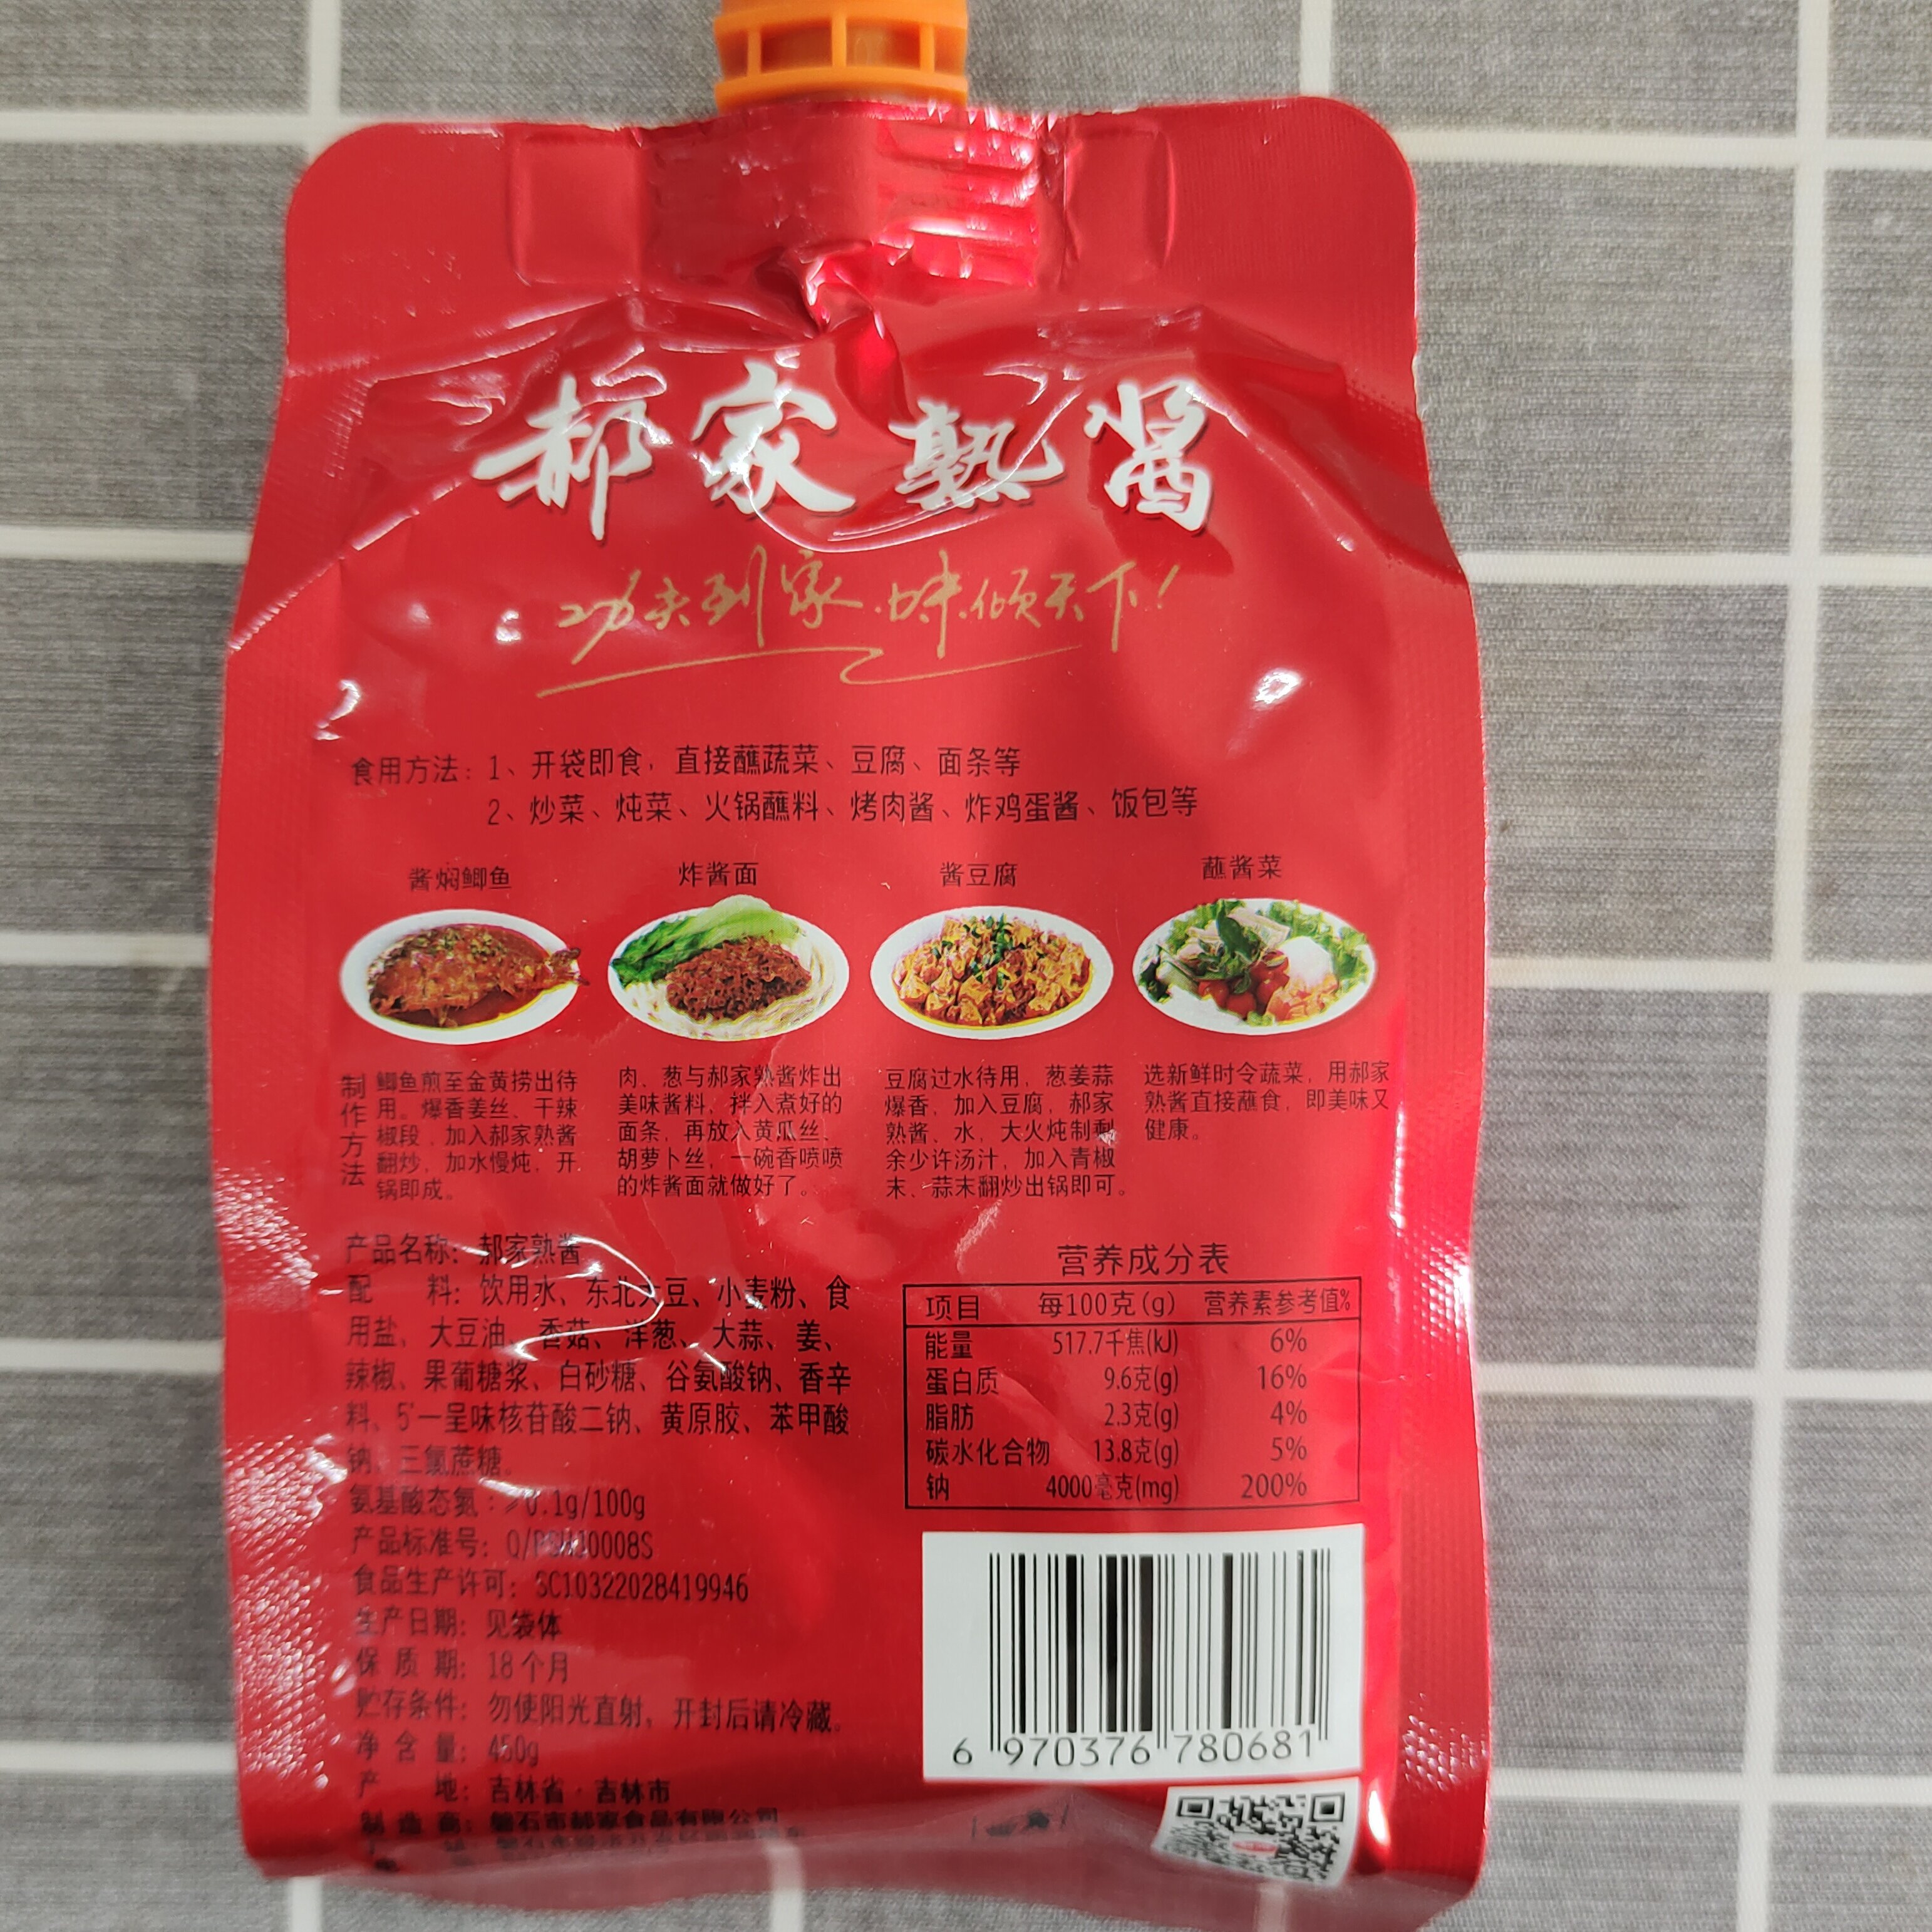 郝家熟酱
功夫到家·味倾天下!
食用方法：1、开袋即食，直接蘸蔬菜、豆腐、面条等
2、炒菜、炖菜、火锅蘸料、烤肉酱、炸鸡蛋酱、饭包等
酱焖鲫鱼
炸酱面
酱豆腐
蘸酱菜
制作方法
鲫鱼煎至金黄捞出待
用。爆香姜丝、干辣
椒段，加入郝家熟酱
翻炒，加水慢炖，开
锅即成。
肉、葱与郝家熟酱炸出
美味酱料，拌入煮好的
面条，再放入黄瓜丝、
胡萝卜丝，一碗香喷喷
的炸酱面就做好了。
豆腐过水待用，葱姜蒜
爆香，加入豆腐，郝家
熟酱、水，大火炖制剩
余少许汤汁，加入青椒
末、蒜末翻炒出锅即可。
选新鲜时令蔬菜，用郝家
熟酱直接蘸食，即美味又
健康。
产品名称：郝家熟酱
配 料：饮用水、东北大豆、小麦粉、食
用盐、大豆油、香菇、洋葱、大蒜、姜、
辣椒、果葡糖浆、白砂糖、谷氨酸钠、香辛
料、5'一呈味核苷酸二钠、黄原胶、苯甲酸
钠、三氯蔗糖。
氨基酸态氮：≥0.1g/100g
产品标准号：
食品生产许可：SC10322028419946
生产日期：见袋体
保 质 期：18个月
贮存条件：勿使阳光直射，开封后请冷藏。
净 含 量：450g
产 地：吉林省·吉林市
制 造 商：磐石市郝家食品有限公司
营养成分表
项目 每100克(g) 营养素参考值%
能量 517.7千焦(kJ) 6%
蛋白质 9.6克(g) 16%
脂肪 2.3克(g) 4%
碳水化合物 13.8克(g) 5%
钠 4000毫克(mg) 200%
6 970376 780681